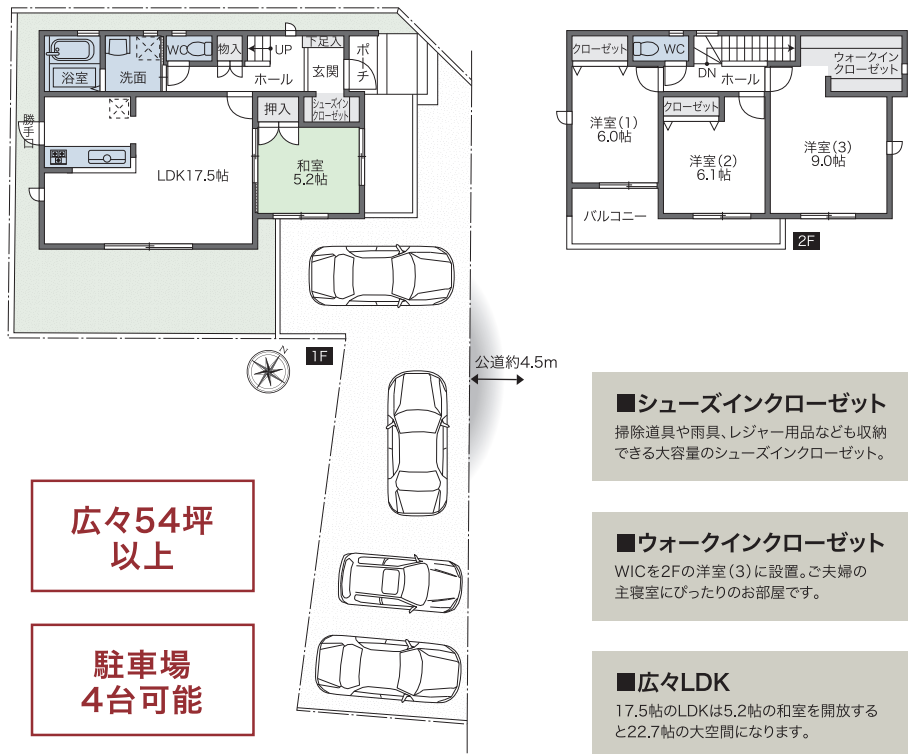 浴室
洗面
WC
物入
UP
下足入
ポーチ
ホール
玄関
押入
シューズイン
クローゼット
勝手口
LDK17.5帖
和室
5.2帖
N
1F
公道約4.5m
クローゼット
WC
DN
ホール
ウォークイン
クローゼット
洋室(1)
6.0帖
クローゼット
洋室(2)
6.1帖
洋室(3)
9.0帖
バルコニー
2F
広々54坪
以上
駐車場
4台可能
■シューズインクローゼット
掃除道具や雨具、レジャー用品なども収納
できる大容量のシューズインクローゼット。
■ウォークインクローゼット
WICを2Fの洋室(3)に設置。ご夫婦の
主寝室にぴったりのお部屋です。
■広々LDK
17.5帖のLDKは5.2帖の和室を開放する
と22.7帖の大空間になります。